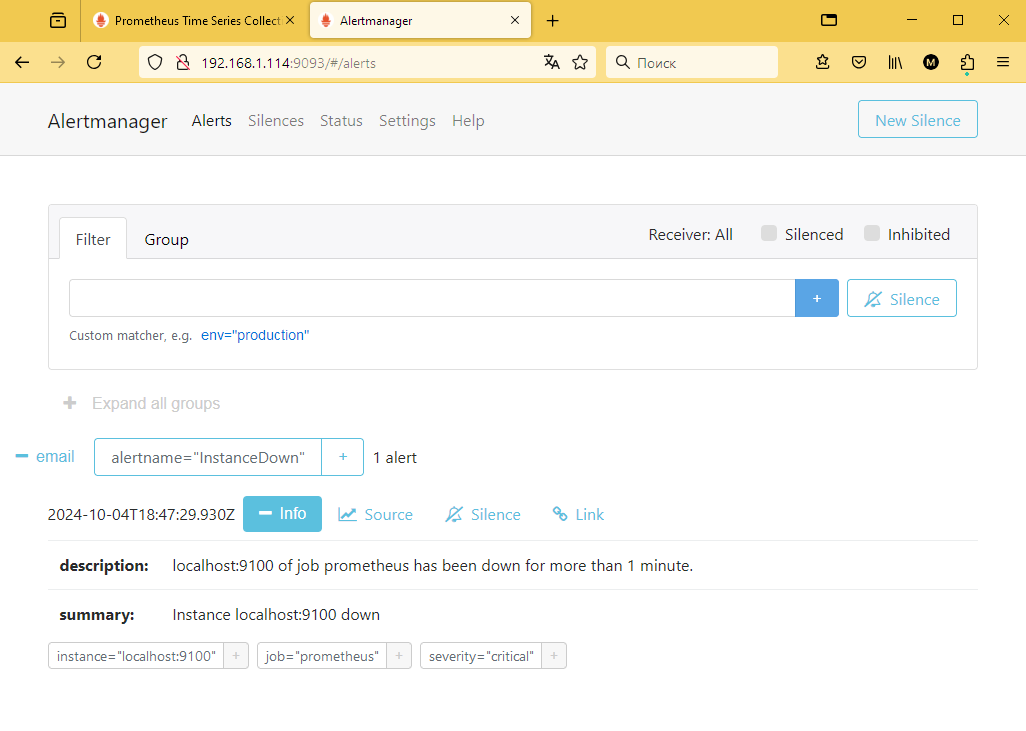 Prometheus Time Series Collect
Alertmanager
192.168.1.114:9093/#/alerts
Поиск
M
Alertmanager Alerts Silences Status Settings Help New Silence
Filter Group Receiver: All Silenced Inhibited
+ Silence
Custom matcher, e.g. env="production"
+ Expand all groups
email alertname="InstanceDown" + 1 alert
2024-10-04T18:47:29.930Z Info Source Silence Link
description: localhost:9100 of job prometheus has been down for more than 1 minute.
summary: Instance localhost:9100 down
instance="localhost:9100" + job="prometheus" + severity="critical" +